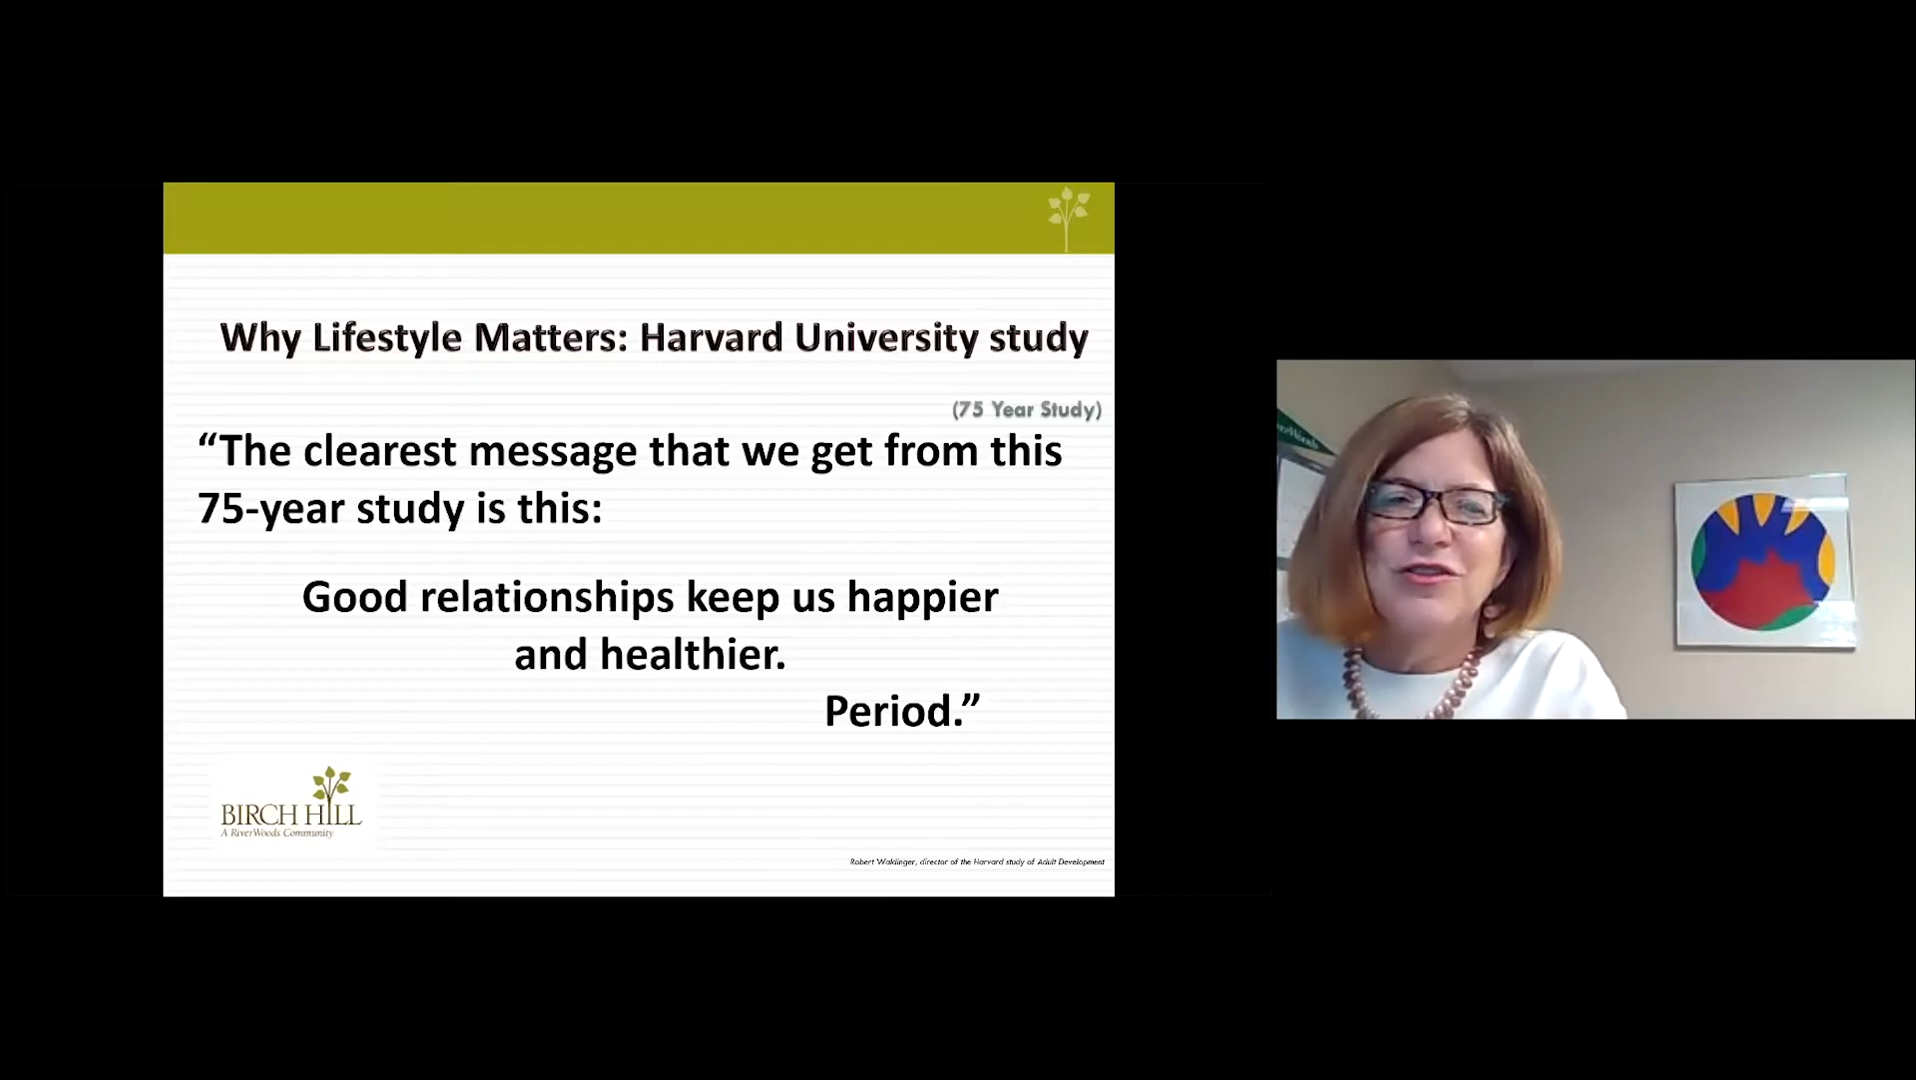 Why Lifestyle Matters: Harvard University study
(75 Year Study)
“The clearest message that we get from this
75-year study is this:
Good relationships keep us happier
and healthier.
Period.”
BIRCH HILL
A RiverWoods Community
Robert Waldinger, director of the Harvard study of Adult Development